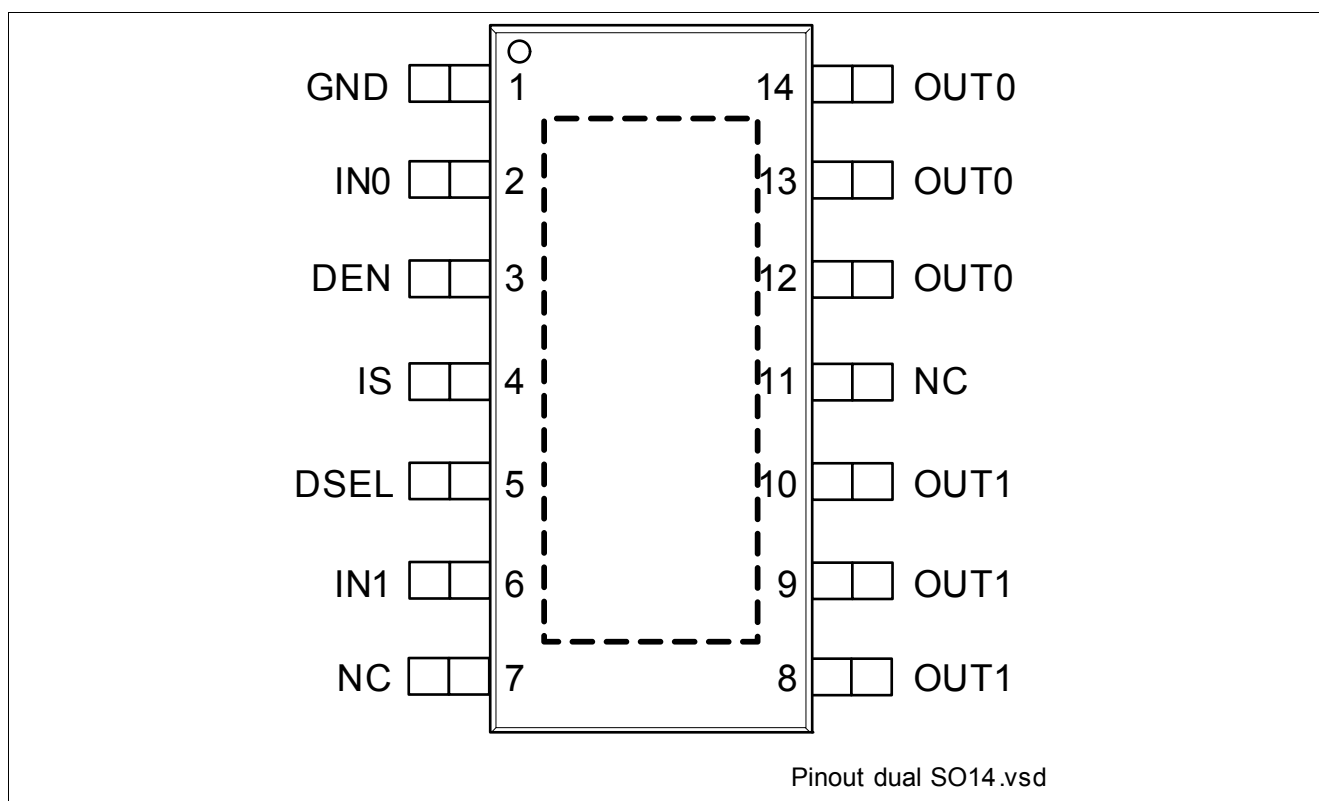 GND 1 14 OUT0
IN0 2 13 OUT0
DEN 3 12 OUT0
IS 4 11 NC
DSEL 5 10 OUT1
IN1 6 9 OUT1
NC 7 8 OUT1
Pinout dual SO14.vsd